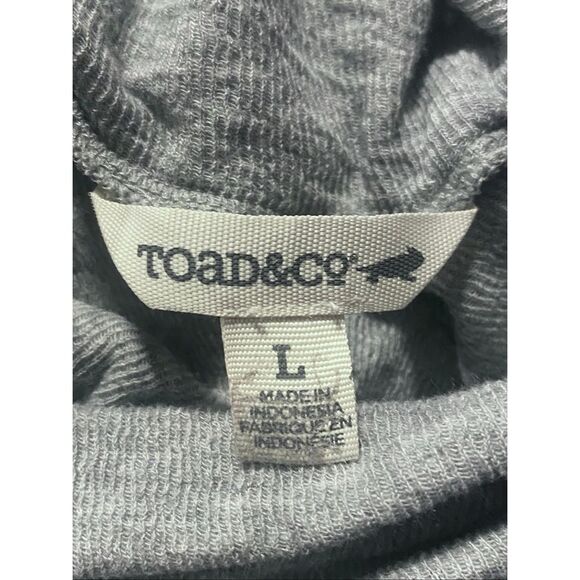 TOAD&CO
L
MADE IN
INDONESIA
FABRIQUE EN
INDONÉSIE